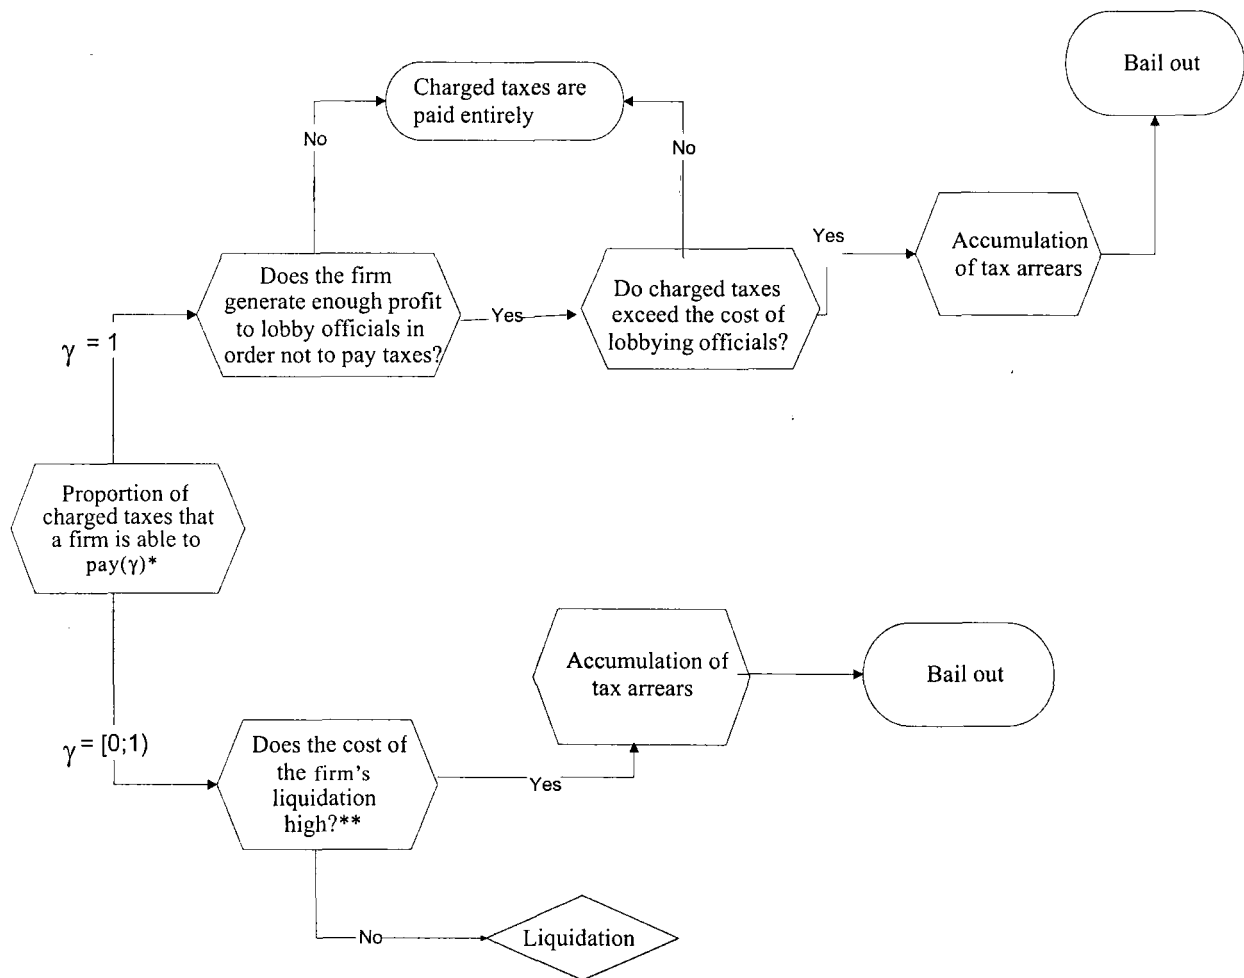 Bail out
Charged taxes are
paid entirely
No
No
Yes
Accumulation
of tax arrears
Does the firm
generate enough profit
to lobby officials in
order not to pay taxes?
Yes
Do charged taxes
exceed the cost of
lobbying officials?
γ = 1
Proportion of
charged taxes that
a firm is able to
pay(γ)*
Accumulation of
tax arrears
Bail out
γ = [0;1)
Does the cost of
the firm's
liquidation
high?**
Yes
No
Liquidation